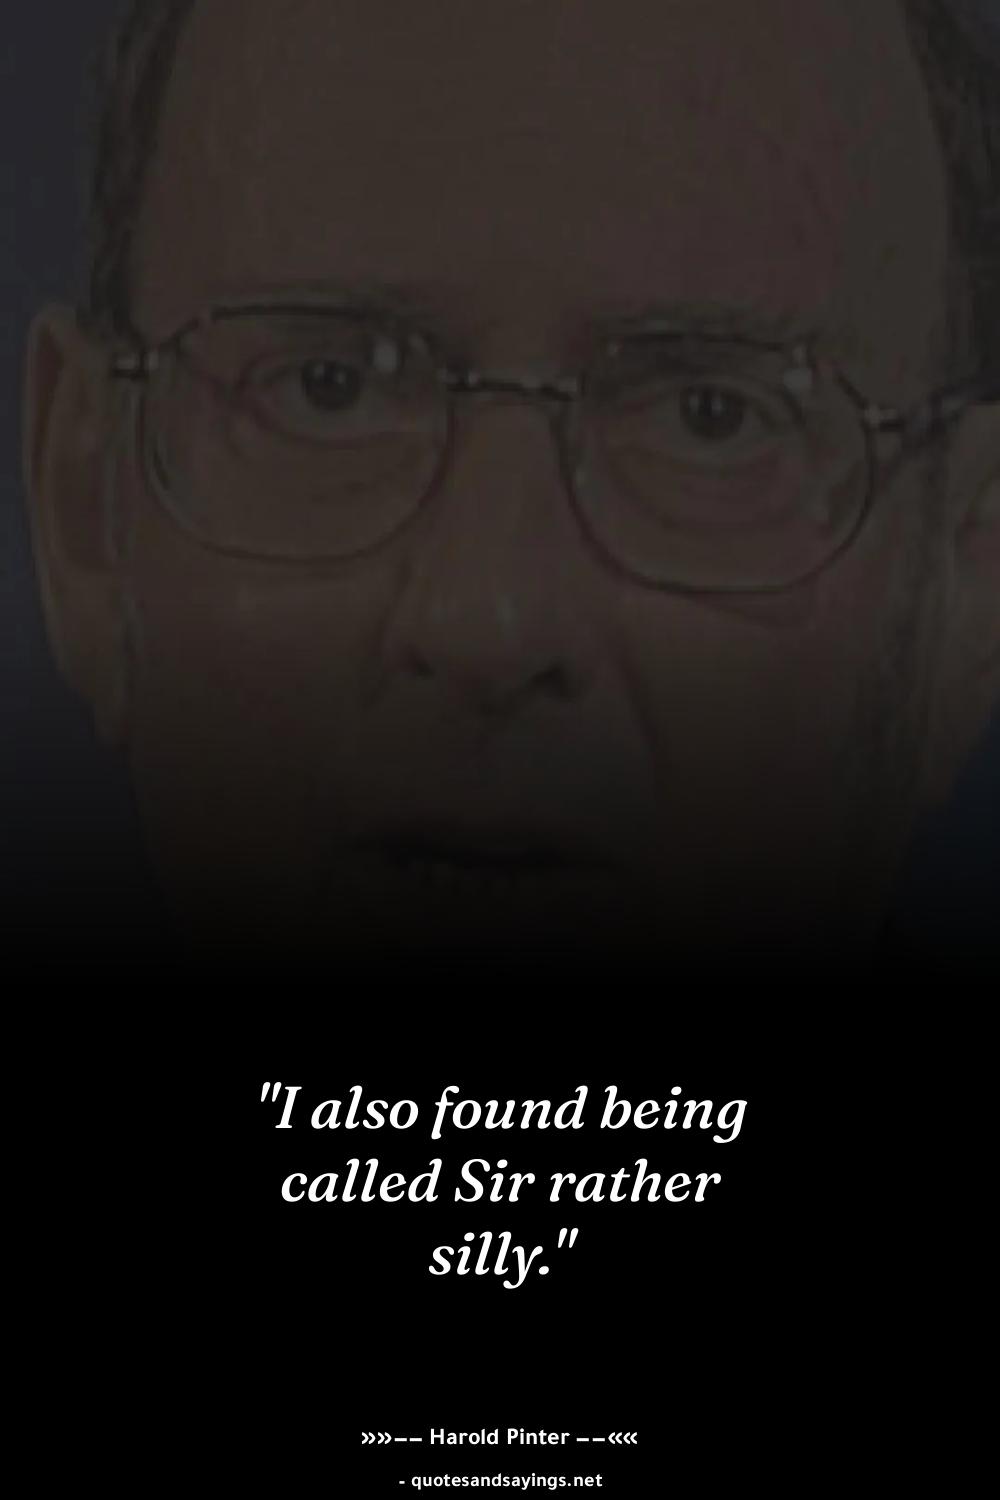 "I also found being
called Sir rather
silly."
»»−− Harold Pinter −−««
- quotesandsayings.net